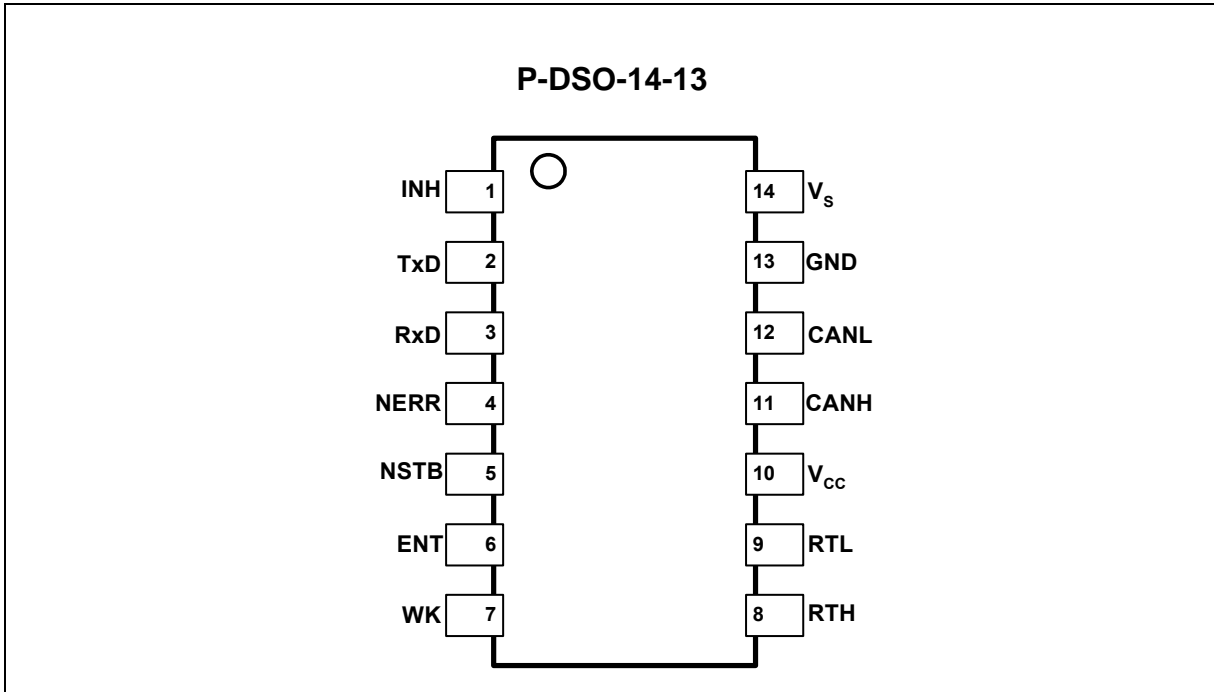 P-DSO-14-13
INH 1 14 VS
TxD 2 13 GND
RxD 3 12 CANL
NERR 4 11 CANH
NSTB 5 10 VCC
ENT 6 9 RTL
WK 7 8 RTH